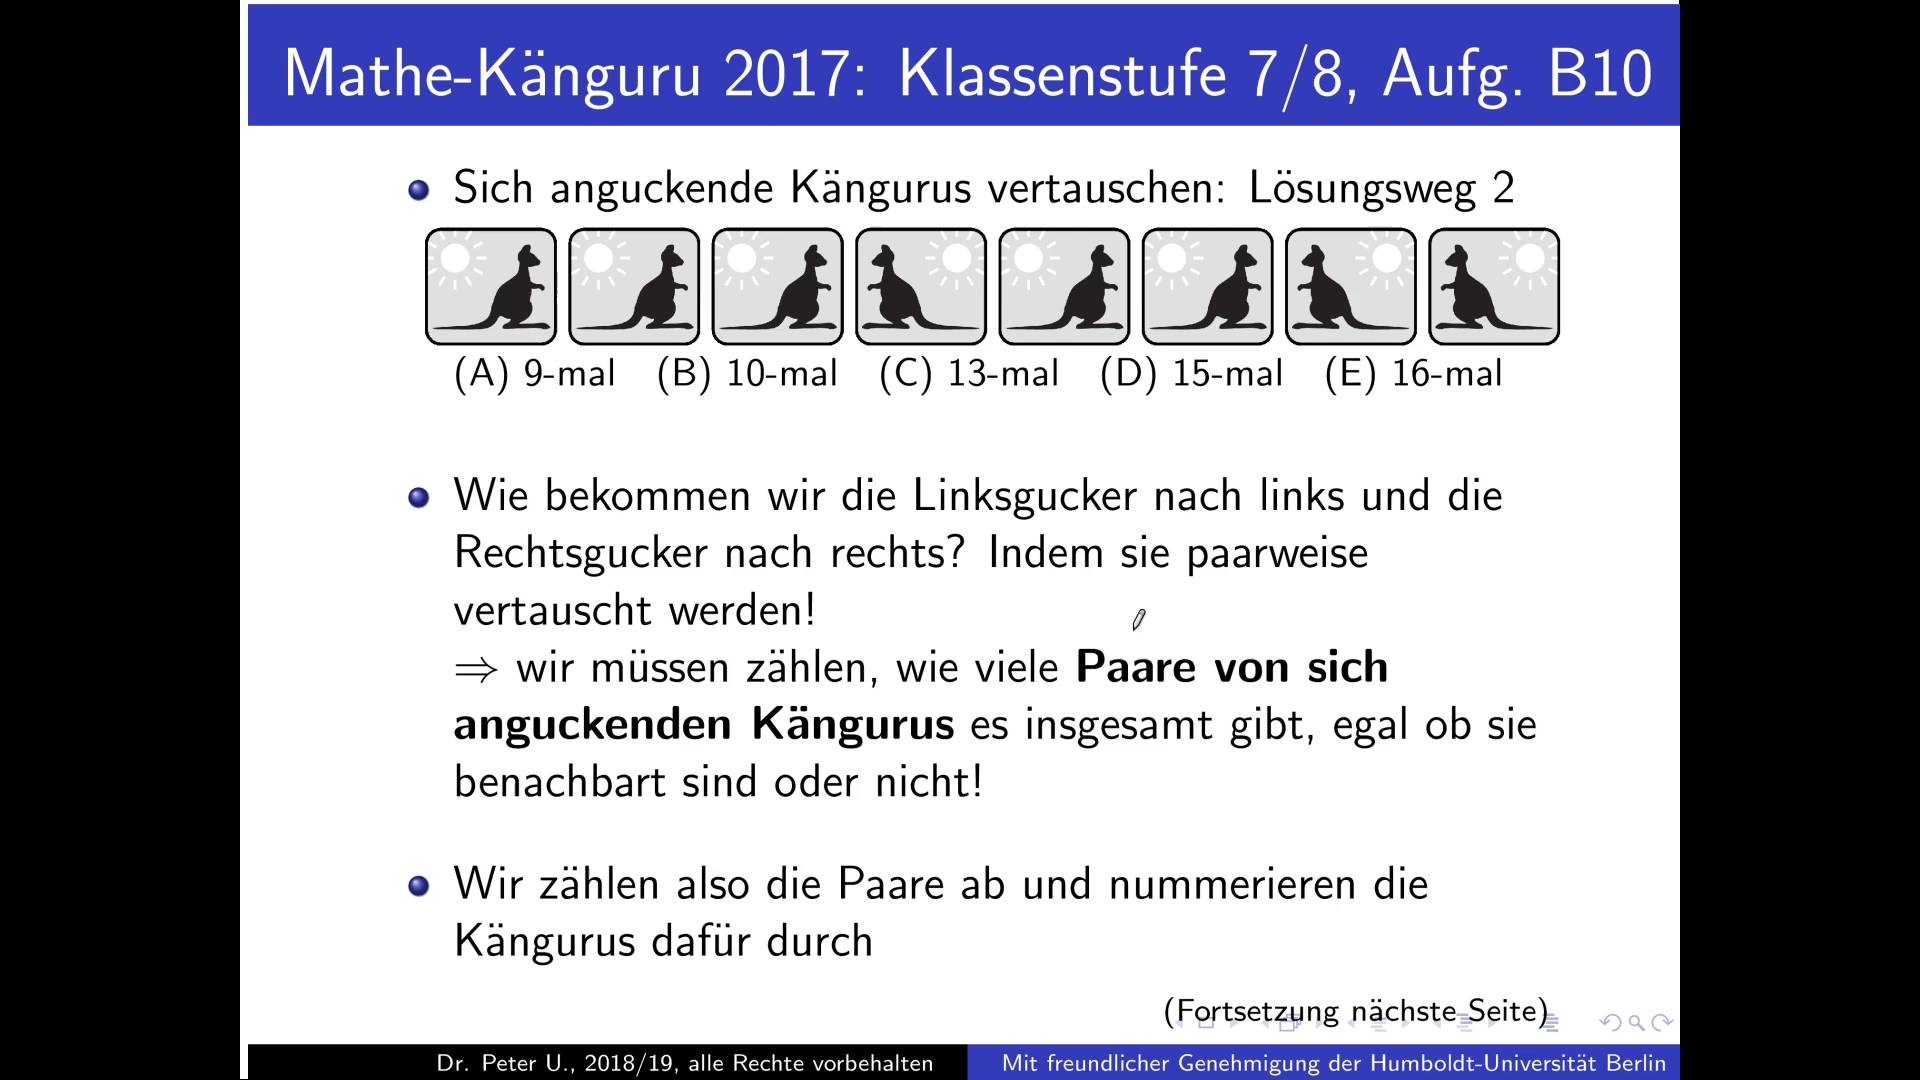 Mathe-Känguru 2017: Klassenstufe 7/8, Aufg. B10
Sich anguckende Kängurus vertauschen: Lösungsweg 2
(A) 9-mal (B) 10-mal (C) 13-mal (D) 15-mal (E) 16-mal
Wie bekommen wir die Linksgucker nach links und die
Rechtsgucker nach rechts? Indem sie paarweise
vertauscht werden!
⇒ wir müssen zählen, wie viele Paare von sich
anguckenden Kängurus es insgesamt gibt, egal ob sie
benachbart sind oder nicht!
Wir zählen also die Paare ab und nummerieren die
Kängurus dafür durch
(Fortsetzung nächste Seite)
Dr. Peter U., 2018/19, alle Rechte vorbehalten
Mit freundlicher Genehmigung der Humboldt-Universität Berlin